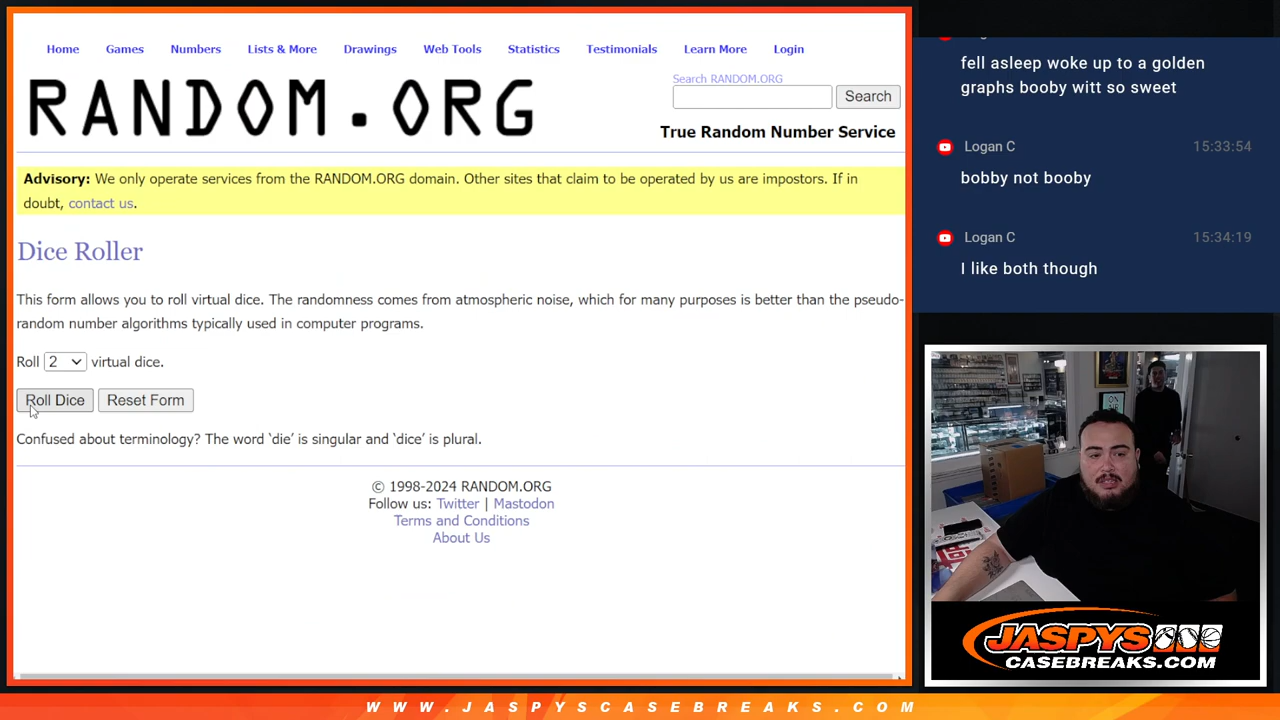 Home Games Numbers Lists & More Drawings Web Tools Statistics Testimonials Learn More Login
RANDOM.ORG
Search RANDOM.ORG
Search
True Random Number Service
Advisory: We only operate services from the RANDOM.ORG domain. Other sites that claim to be operated by us are impostors. If in
doubt, contact us.
Dice Roller
This form allows you to roll virtual dice. The randomness comes from atmospheric noise, which for many purposes is better than the pseudo-
random number algorithms typically used in computer programs.
Roll 2 virtual dice.
Roll Dice Reset Form
Confused about terminology? The word ‘die’ is singular and ‘dice’ is plural.
© 1998-2024 RANDOM.ORG
Follow us: Twitter | Mastodon
Terms and Conditions
About Us
fell asleep woke up to a golden
graphs booby witt so sweet
Logan C 15:33:54
bobby not booby
Logan C 15:34:19
I like both though
JASPYS
CASEBREAKS.COM
WWW.JASPYSCASEBREAKS.COM